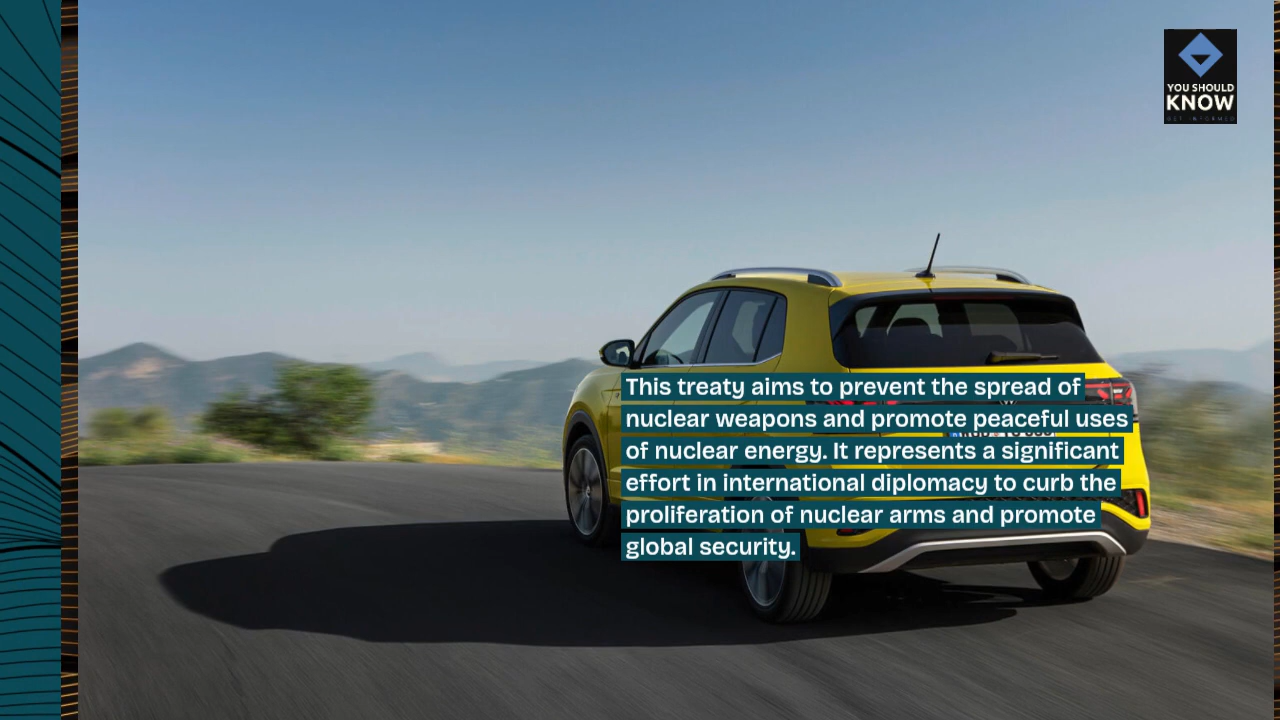 YOU SHOULD
KNOW
GET INFORMED
This treaty aims to prevent the spread of
nuclear weapons and promote peaceful uses
of nuclear energy. It represents a significant
effort in international diplomacy to curb the
proliferation of nuclear arms and promote
global security.